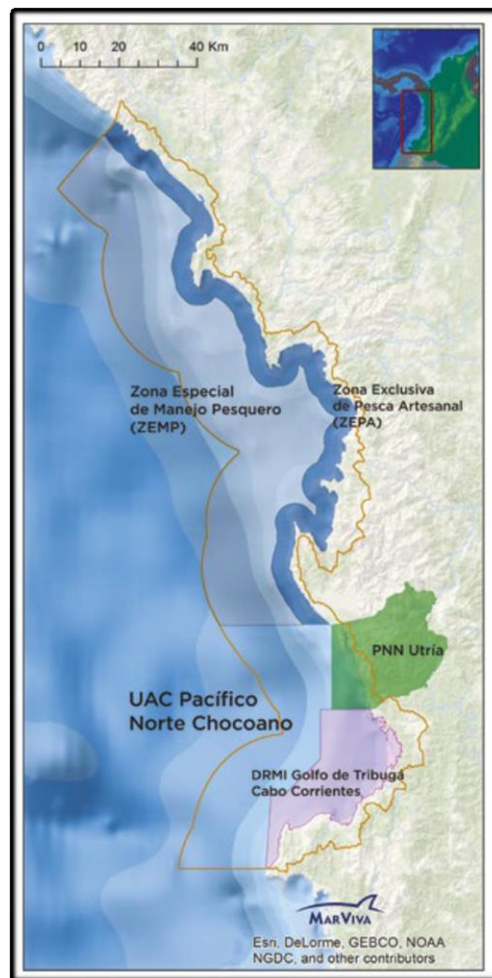 0 20 40 Km
Zona Especial
de Manejo Pesquero
(ZEMP)
Zona Exclusiva
de Pesca Artesanal
(ZEPA)
PNN Utría
UAC Pacífico
Norte Chocoano
DRMI Golfo de Tribugá
Cabo Corrientes
MARVIVA
Esri, DeLorme, GEBCO, NOAA
NGDC, and other contributors